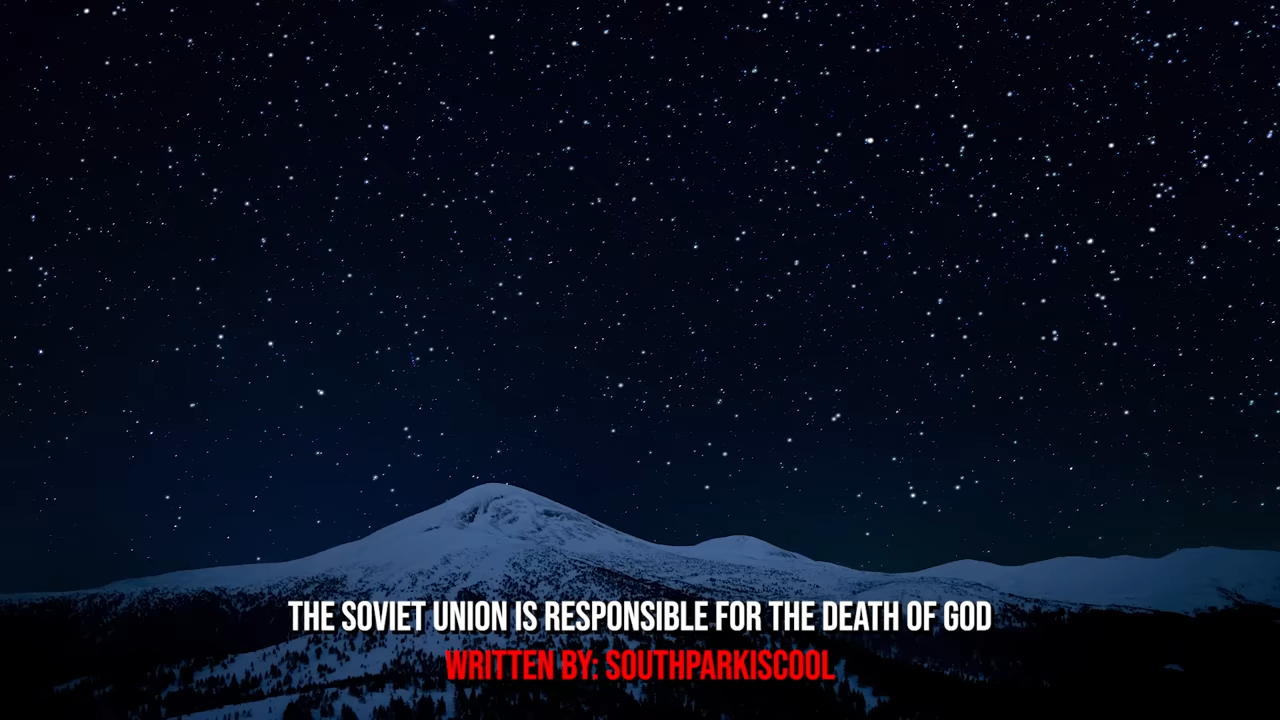 THE SOVIET UNION IS RESPONSIBLE FOR THE DEATH OF GOD
WRITTEN BY: SOUTHPARKISCOOL